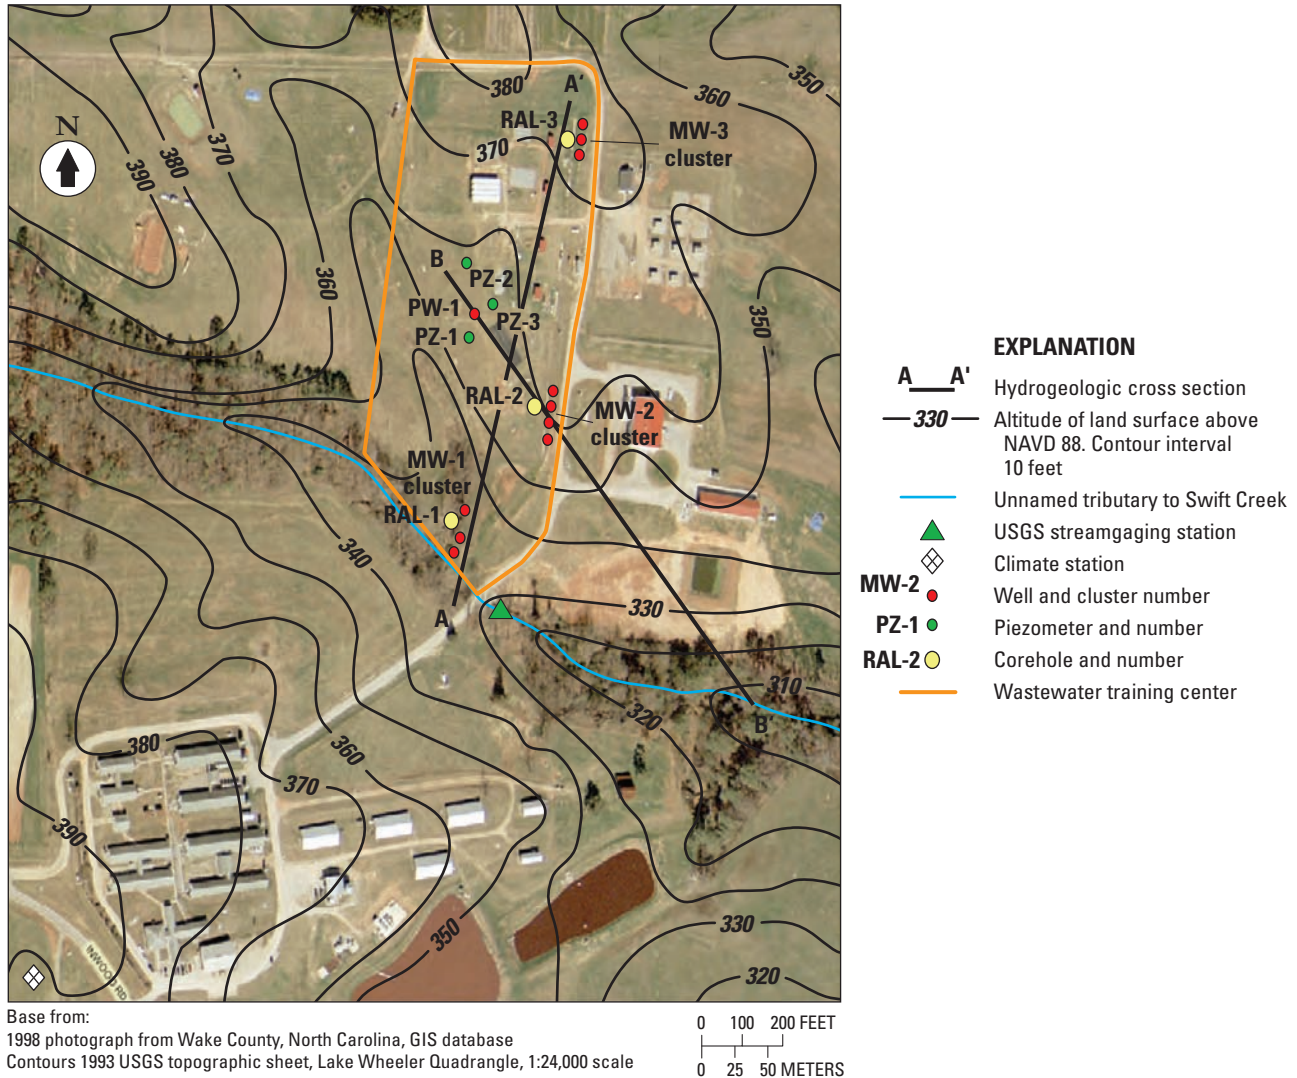 350
380
A'
360
N
370
380
390
RAL-3
MW-3
cluster
370
B
PZ-2
360
PW-1
PZ-3
350
PZ-1
RAL-2
MW-2
cluster
MW-1
cluster
RAL-1
340
330
A
310
320
B'
380
360
370
390
350
330
320
INWOOD RD
EXPLANATION
A A' Hydrogeologic cross section
330 Altitude of land surface above
NAVD 88. Contour interval
10 feet
Unnamed tributary to Swift Creek
USGS streamgaging station
Climate station
MW-2 Well and cluster number
PZ-1 Piezometer and number
RAL-2 Corehole and number
Wastewater training center
Base from:
1998 photograph from Wake County, North Carolina, GIS database
Contours 1993 USGS topographic sheet, Lake Wheeler Quadrangle, 1:24,000 scale
0 100 200 FEET
0 25 50 METERS